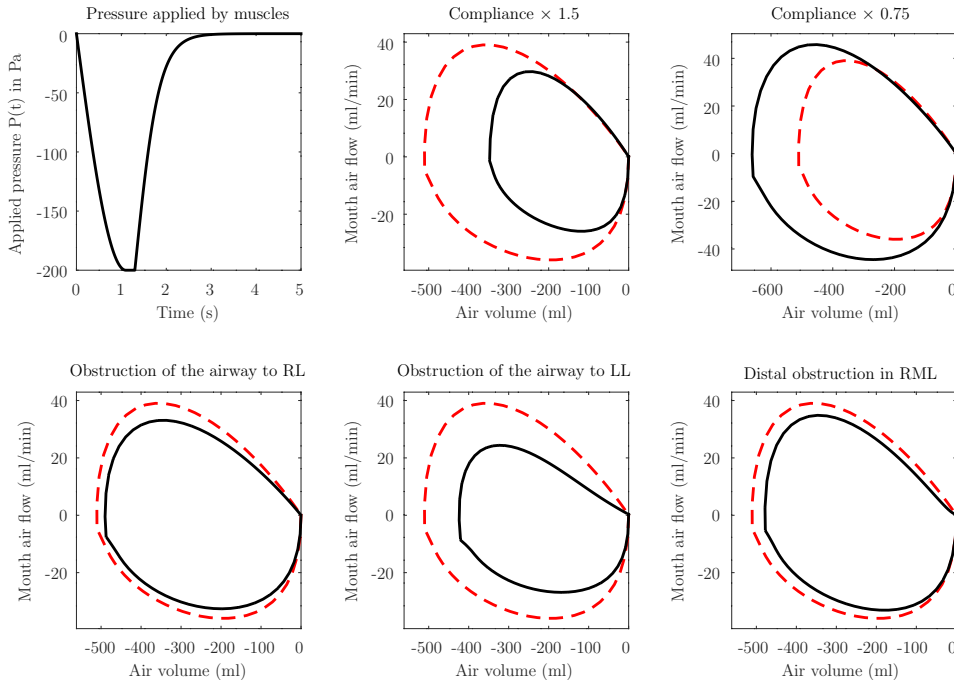 Pressure applied by muscles
0
-50
-100
-150
-200
Applied pressure P(t) in Pa
0 1 2 3 4 5
Time (s)
Compliance × 1.5
40
20
0
-20
Mouth air flow (ml/min)
-500 -400 -300 -200 -100 0
Air volume (ml)
Compliance × 0.75
40
20
0
-20
-40
Mouth air flow (ml/min)
-600 -400 -200 0
Air volume (ml)
Obstruction of the airway to RL
40
20
0
-20
Mouth air flow (ml/min)
-500 -400 -300 -200 -100 0
Air volume (ml)
Obstruction of the airway to LL
40
20
0
-20
Mouth air flow (ml/min)
-500 -400 -300 -200 -100 0
Air volume (ml)
Distal obstruction in RML
40
20
0
-20
Mouth air flow (ml/min)
-500 -400 -300 -200 -100 0
Air volume (ml)